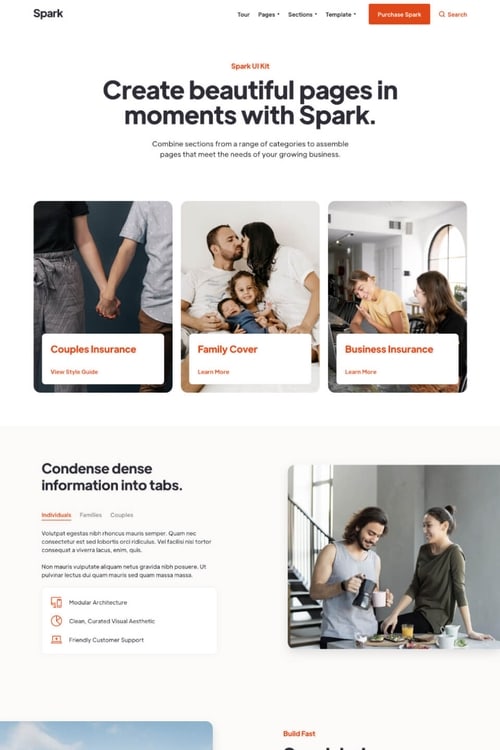 Spark
Tour Pages Sections Template Purchase Spark Search
Spark UI Kit
Create beautiful pages in
moments with Spark.
Combine sections from a range of categories to assemble
pages that meet the needs of your growing business.
Couples Insurance
View Style Guide
Family Cover
Learn More
Business Insurance
Learn More
Condense dense
information into tabs.
Individuals Families Couples
Volutpat egestas nibh rhoncus mauris semper. Quam nec
consectetur est sed lobortis orci ridiculus. Vel facilisi nisi tortor
consequat a viverra lacus, enim, quis.
Non mauris vulputate aliquam netus gravida nibh posuere. Ut
pulvinar lectus dui quam mauris sed quam massa massa.
Modular Architecture
Clean, Curated Visual Aesthetic
Friendly Customer Support
Build Fast